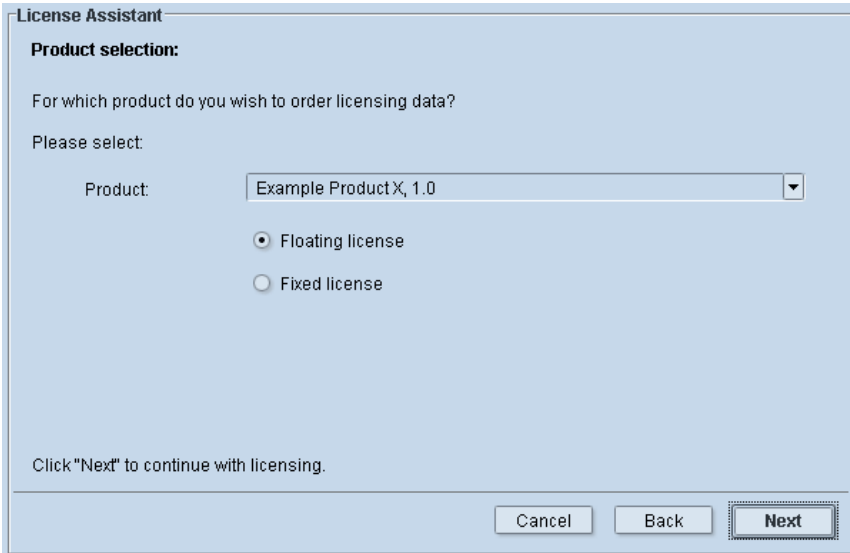 License Assistant
Product selection:
For which product do you wish to order licensing data?
Please select:
Product: Example Product X, 1.0
Floating license
Fixed license
Click "Next" to continue with licensing.
Cancel Back Next